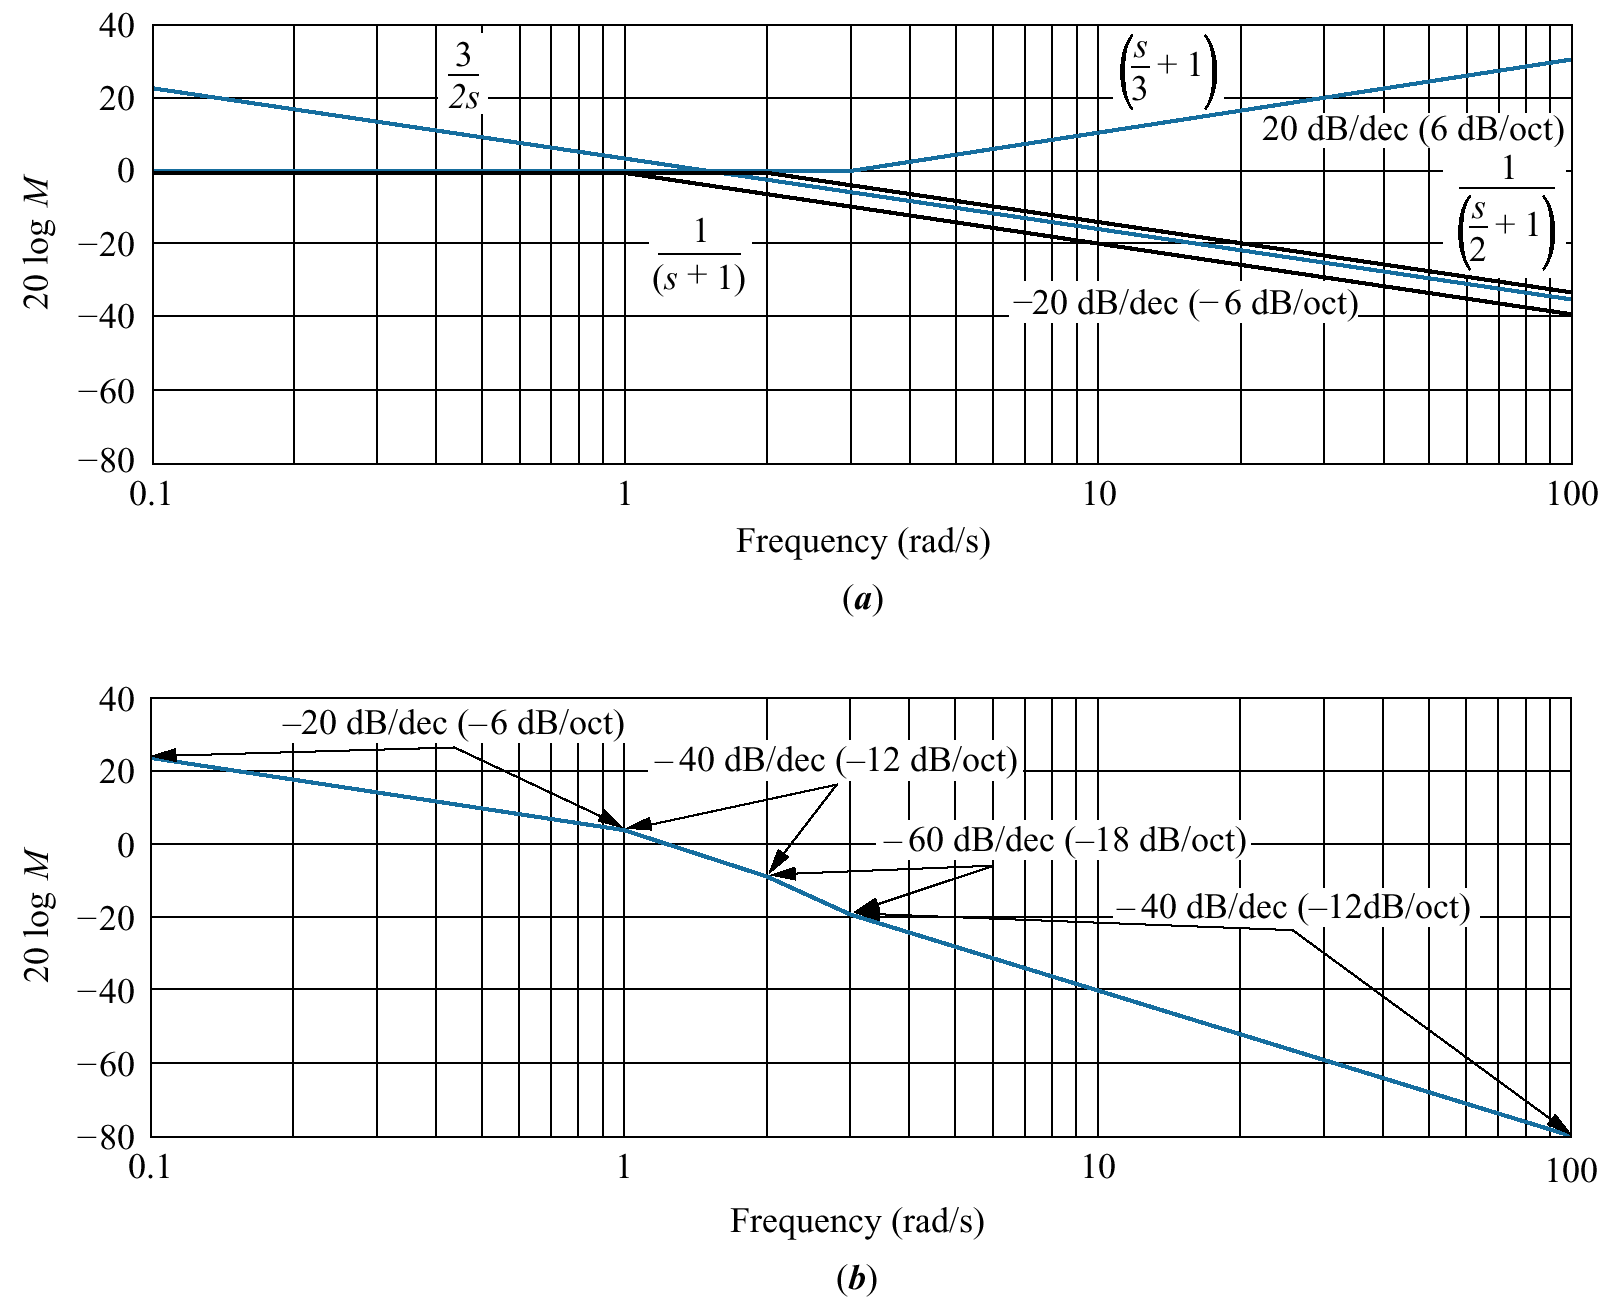 40
20
0
−20
−40
−60
−80
20 log M
3
2s
(s/3 + 1)
20 dB/dec (6 dB/oct)
1
(s/2 + 1)
1
(s + 1)
−20 dB/dec (−6 dB/oct)
0.1 1 10 100
Frequency (rad/s)
(a)
40
20
0
−20
−40
−60
−80
20 log M
−20 dB/dec (−6 dB/oct)
−40 dB/dec (−12 dB/oct)
−60 dB/dec (−18 dB/oct)
−40 dB/dec (−12dB/oct)
0.1 1 10 100
Frequency (rad/s)
(b)